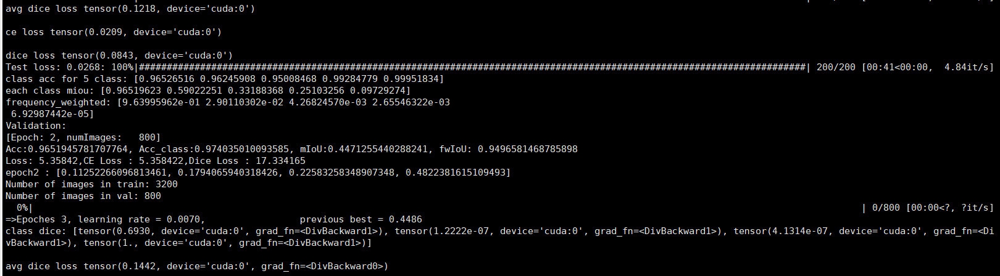 avg dice loss tensor(0.1218, device='cuda:0')
ce loss tensor(0.0209, device='cuda:0')
dice loss tensor(0.0843, device='cuda:0')
Test loss: 0.0268: 100%|########################################################################################################################| 200/200 [00:41<00:00,  4.84it/s]
class acc for 5 class: [0.96526516 0.96245908 0.95008468 0.99284779 0.99951834]
each class miou: [0.96519623 0.59022251 0.33188368 0.25103256 0.09729274]
frequency_weighted: [9.63995962e-01 2.90110302e-02 4.26824570e-03 2.65546322e-03
 6.92987442e-05]
Validation:
[Epoch: 2, numImages:   800]
Acc:0.9651945781707764, Acc_class:0.974035010093585, mIoU:0.4471255440288241, fwIoU: 0.9496581468785898
Loss: 5.35842,CE Loss : 5.358422,Dice Loss : 17.334165
epoch2 : [0.11252266096813461, 0.1794065940318426, 0.22583258348907348, 0.4822381615109493]
Number of images in train: 3200
Number of images in val: 800
  0%|          | 0/800 [00:00<?, ?it/s]
=>Epoches 3, learning rate = 0.0070,                 previous best = 0.4486
class dice: [tensor(0.6930, device='cuda:0', grad_fn=<DivBackward1>), tensor(1.2222e-07, device='cuda:0', grad_fn=<DivBackward1>), tensor(4.1314e-07, device='cuda:0', grad_fn=<Di
vBackward1>), tensor(1., device='cuda:0', grad_fn=<DivBackward1>)]
avg dice loss tensor(0.1442, device='cuda:0', grad_fn=<DivBackward0>)